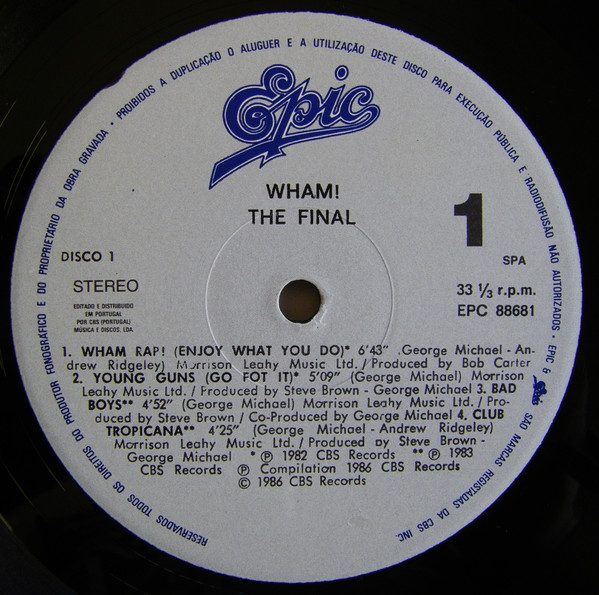 RESERVADOS TODOS OS DIREITOS DO PRODUTOR FONOGRÁFICO E DO PROPRIETÁRIO DA OBRA GRAVADA • PROIBIDOS A DUPLICAÇÃO O ALUGUER E A UTILIZAÇÃO DESTE DISCO PARA EXECUÇÃO PÚBLICA E RADIODIFUSÃO NÃO AUTORIZADOS • EPIC &
SÃO MARCAS REGISTADAS DA CBS INC.
Epic
WHAM!
THE FINAL
1
DISCO 1
SPA
STEREO
33 ⅓ r.p.m.
EPC 88681
EDITADO E DISTRIBUIDO
EM PORTUGAL
POR CBS (PORTUGAL)
MÚSICA E DISCOS, LDA.
1. WHAM RAP! (ENJOY WHAT YOU DO)* 6'43" (George Michael - An-
drew Ridgeley) Morrison Leahy Music Ltd. / Produced by Bob Carter
2. YOUNG GUNS (GO FOT IT)* 5'09" (George Michael) Morrison
Leahy Music Ltd. / Produced by Steve Brown - George Michael 3. BAD
BOYS** 4'52" (George Michael) Morrison Leahy Music Ltd. / Pro-
duced by Steve Brown / Co-Produced by George Michael 4. CLUB
TROPICANA** 4'25" (George Michael - Andrew Ridgeley)
Morrison Leahy Music Ltd. / Produced by Steve Brown -
George Michael * ℗ 1982 CBS Records ** ℗ 1983
CBS Records ℗ Compilation 1986 CBS Records
© 1986 CBS Records